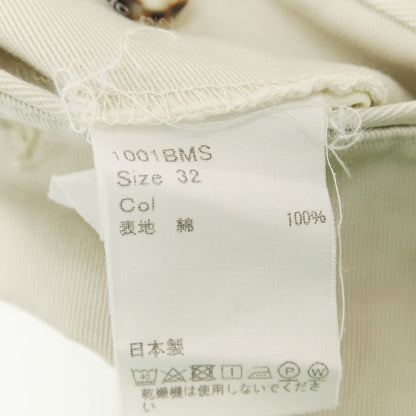 1001BMS
Size 32
Col
表地 綿 100%
日本製
乾燥機は使用しないでくださ
い